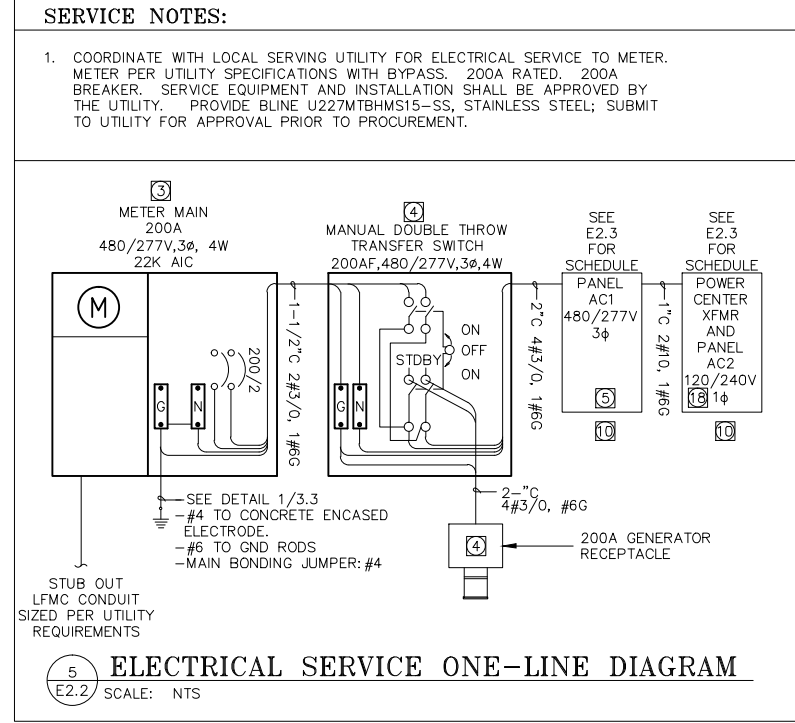 SERVICE NOTES:
1. COORDINATE WITH LOCAL SERVING UTILITY FOR ELECTRICAL SERVICE TO METER.
METER PER UTILITY SPECIFICATIONS WITH BYPASS. 200A RATED. 200A
BREAKER. SERVICE EQUIPMENT AND INSTALLATION SHALL BE APPROVED BY
THE UTILITY. PROVIDE BLINE U227MTBHMS15-SS, STAINLESS STEEL; SUBMIT
TO UTILITY FOR APPROVAL PRIOR TO PROCUREMENT.
3
METER MAIN
200A
480/277V,3ø, 4W
22K AIC
M
200/2
G
N
1-1/2"C 2#3/0, 1#6G
4
MANUAL DOUBLE THROW
TRANSFER SWITCH
200AF,480/277V,3ø,4W
ON
OFF
STDBY
ON
G
N
2"C 4#3/0, 1#6G
SEE
E2.3
FOR
SCHEDULE
PANEL
AC1
480/277V
3ϕ
5
10
1"C 2#10, 1#6G
SEE
E2.3
FOR
SCHEDULE
POWER
CENTER
XFMR
AND
PANEL
AC2
120/240V
18 1ϕ
10
SEE DETAIL 1/3.3
-#4 TO CONCRETE ENCASED
ELECTRODE.
-#6 TO GND RODS
-MAIN BONDING JUMPER: #4
2-"C
4#3/0, #6G
4
200A GENERATOR
RECEPTACLE
STUB OUT
LFMC CONDUIT
SIZED PER UTILITY
REQUIREMENTS
5
E2.2
ELECTRICAL SERVICE ONE-LINE DIAGRAM
SCALE: NTS